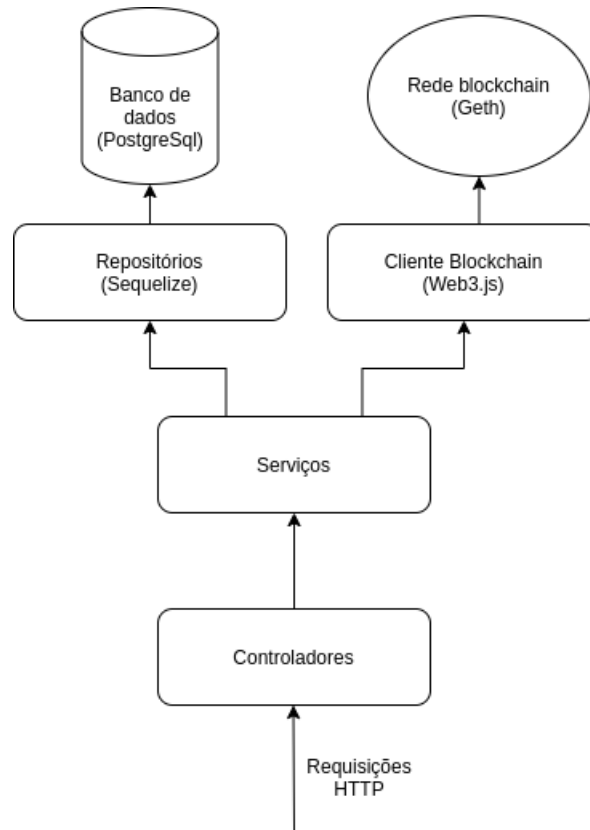 Banco de
dados
(PostgreSql)
Rede blockchain
(Geth)
Repositórios
(Sequelize)
Cliente Blockchain
(Web3.js)
Serviços
Controladores
Requisições
HTTP